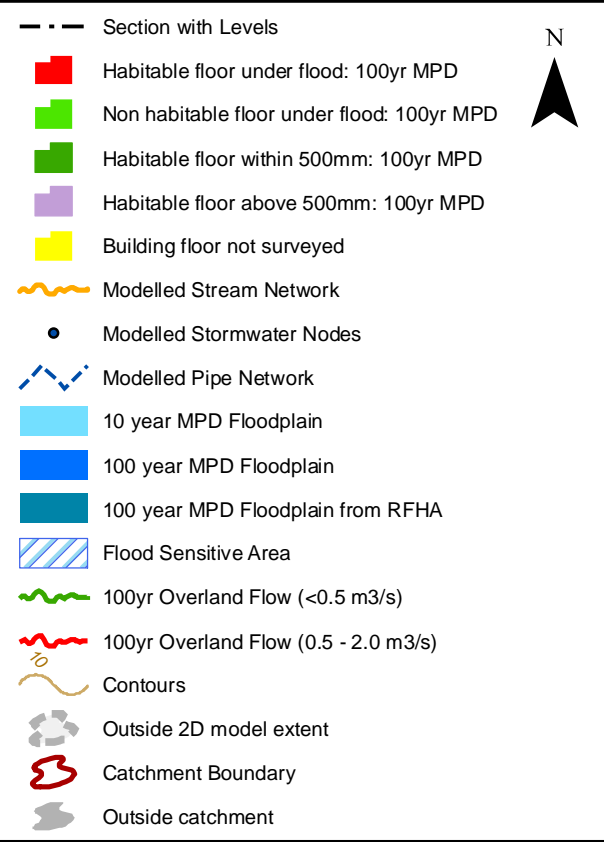 Section with Levels
N
Habitable floor under flood: 100yr MPD
Non habitable floor under flood: 100yr MPD
Habitable floor within 500mm: 100yr MPD
Habitable floor above 500mm: 100yr MPD
Building floor not surveyed
Modelled Stream Network
Modelled Stormwater Nodes
Modelled Pipe Network
10 year MPD Floodplain
100 year MPD Floodplain
100 year MPD Floodplain from RFHA
Flood Sensitive Area
100yr Overland Flow (<0.5 m3/s)
100yr Overland Flow (0.5 - 2.0 m3/s)
10
Contours
Outside 2D model extent
Catchment Boundary
Outside catchment